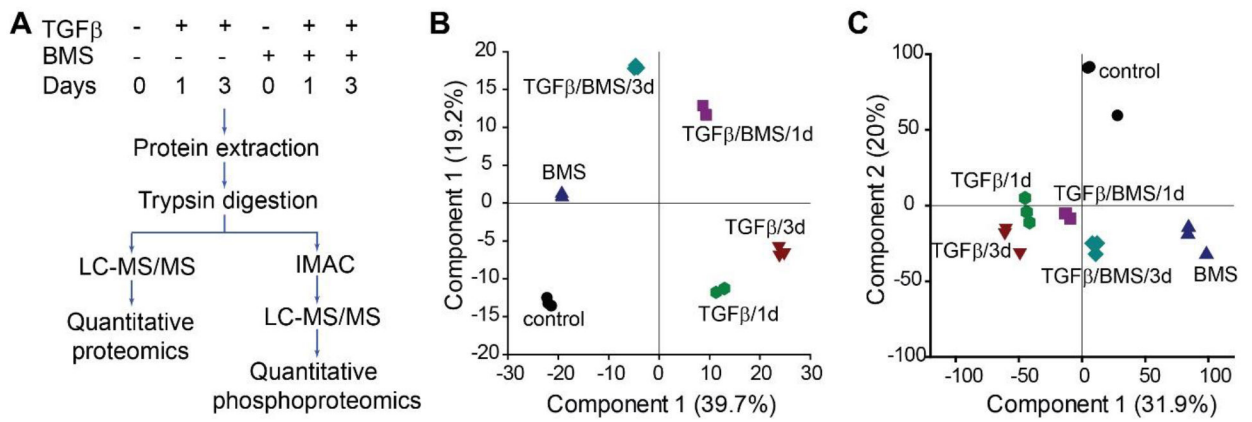 A
TGFβ - + + - + +
BMS - - - + + +
Days 0 1 3 0 1 3
Protein extraction
Trypsin digestion
LC-MS/MS
Quantitative
proteomics
IMAC
LC-MS/MS
Quantitative
phosphoproteomics
B
Component 1 (19.2%)
20
15
10
5
0
-5
-10
-15
-20
TGFβ/BMS/3d
TGFβ/BMS/1d
BMS
TGFβ/3d
TGFβ/1d
control
-30 -20 -10 0 10 20 30
Component 1 (39.7%)
C
Component 2 (20%)
100
50
0
-50
-100
control
TGFβ/1d
TGFβ/BMS/1d
TGFβ/3d
TGFβ/BMS/3d
BMS
-100 -50 0 50 100
Component 1 (31.9%)